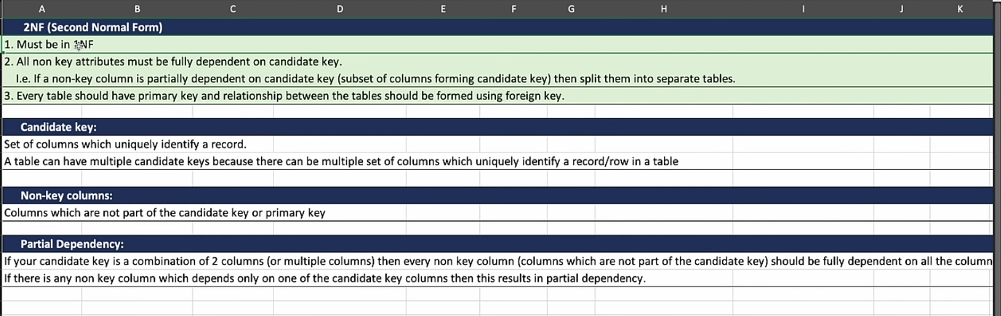 A B C D E F G H I J K
2NF (Second Normal Form)
1. Must be in 1NF
2. All non key attributes must be fully dependent on candidate key.
I.e. If a non-key column is partially dependent on candidate key (subset of columns forming candidate key) then split them into separate tables.
3. Every table should have primary key and relationship between the tables should be formed using foreign key.
Candidate key:
Set of columns which uniquely identify a record.
A table can have multiple candidate keys because there can be multiple set of columns which uniquely identify a record/row in a table
Non-key columns:
Columns which are not part of the candidate key or primary key
Partial Dependency:
If your candidate key is a combination of 2 columns (or multiple columns) then every non key column (columns which are not part of the candidate key) should be fully dependent on all the column
If there is any non key column which depends only on one of the candidate key columns then this results in partial dependency.